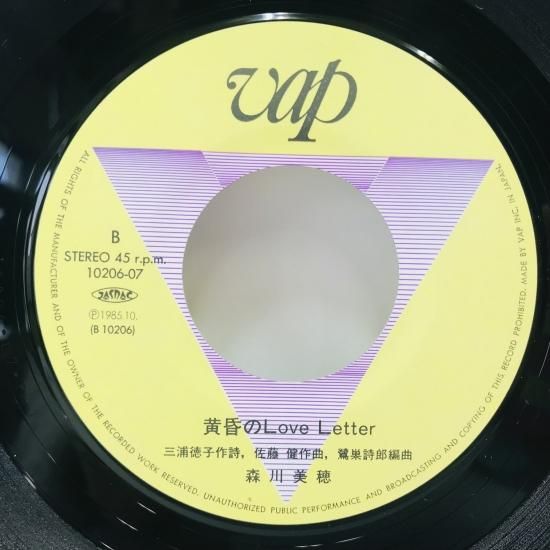 vap
B
STEREO 45 r.p.m.
10206-07
JASRAC
Ⓟ1985.10.
(B 10206)
黄昏のLove Letter
三浦徳子作詩，佐藤 健作曲，鷺巣詩郎編曲
森川美穂
ALL RIGHTS OF THE MANUFACTURER AND OF THE OWNER OF THE RECORDED WORK RESERVED. UNAUTHORIZED PUBLIC PERFORMANCE AND BROADCASTING AND COPYING OF THIS RECORD PROHIBITED. MADE BY VAP INC. IN JAPAN.